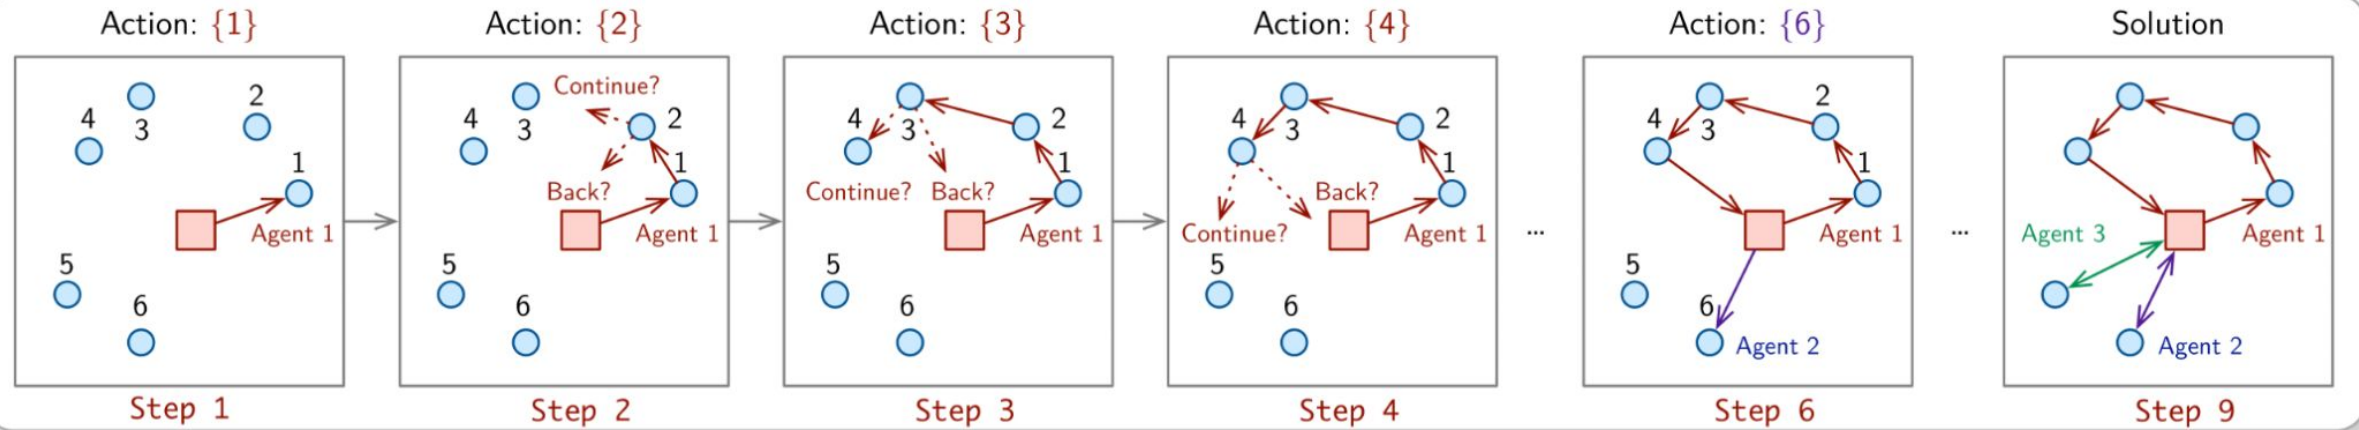 Action: {1}
Action: {2}
Action: {3}
Action: {4}
Action: {6}
Solution
4
3
2
1
Agent 1
5
6
Step 1
Continue?
4
3
2
1
Back?
Agent 1
5
6
Step 2
4
3
2
1
Continue? Back?
Agent 1
5
6
Step 3
4
3
2
1
Back?
Continue?
Agent 1
5
6
Step 4
...
4
3
2
1
Agent 1
5
6
Agent 2
Step 6
...
Agent 3
Agent 1
Agent 2
Step 9